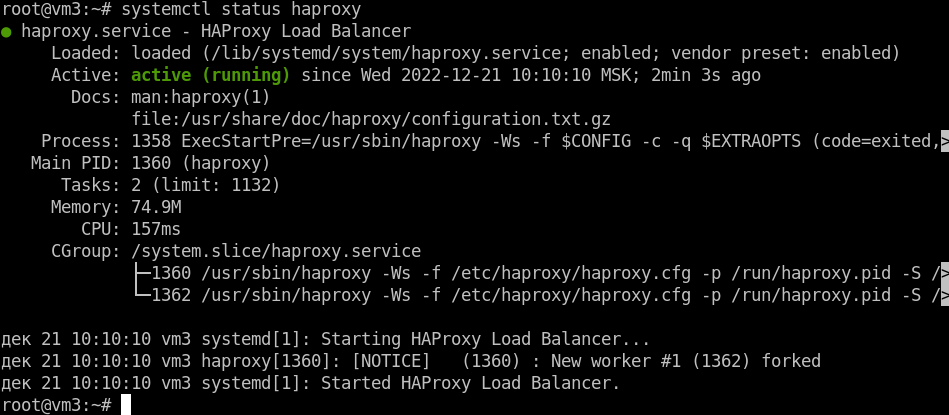 root@vm3:~# systemctl status haproxy
● haproxy.service - HAProxy Load Balancer
     Loaded: loaded (/lib/systemd/system/haproxy.service; enabled; vendor preset: enabled)
     Active: active (running) since Wed 2022-12-21 10:10:10 MSK; 2min 3s ago
       Docs: man:haproxy(1)
             file:/usr/share/doc/haproxy/configuration.txt.gz
    Process: 1358 ExecStartPre=/usr/sbin/haproxy -Ws -f $CONFIG -c -q $EXTRAOPTS (code=exited,>
   Main PID: 1360 (haproxy)
      Tasks: 2 (limit: 1132)
     Memory: 74.9M
        CPU: 157ms
     CGroup: /system.slice/haproxy.service
             ├─1360 /usr/sbin/haproxy -Ws -f /etc/haproxy/haproxy.cfg -p /run/haproxy.pid -S />
             └─1362 /usr/sbin/haproxy -Ws -f /etc/haproxy/haproxy.cfg -p /run/haproxy.pid -S />

дек 21 10:10:10 vm3 systemd[1]: Starting HAProxy Load Balancer...
дек 21 10:10:10 vm3 haproxy[1360]: [NOTICE]   (1360) : New worker #1 (1362) forked
дек 21 10:10:10 vm3 systemd[1]: Started HAProxy Load Balancer.
root@vm3:~#